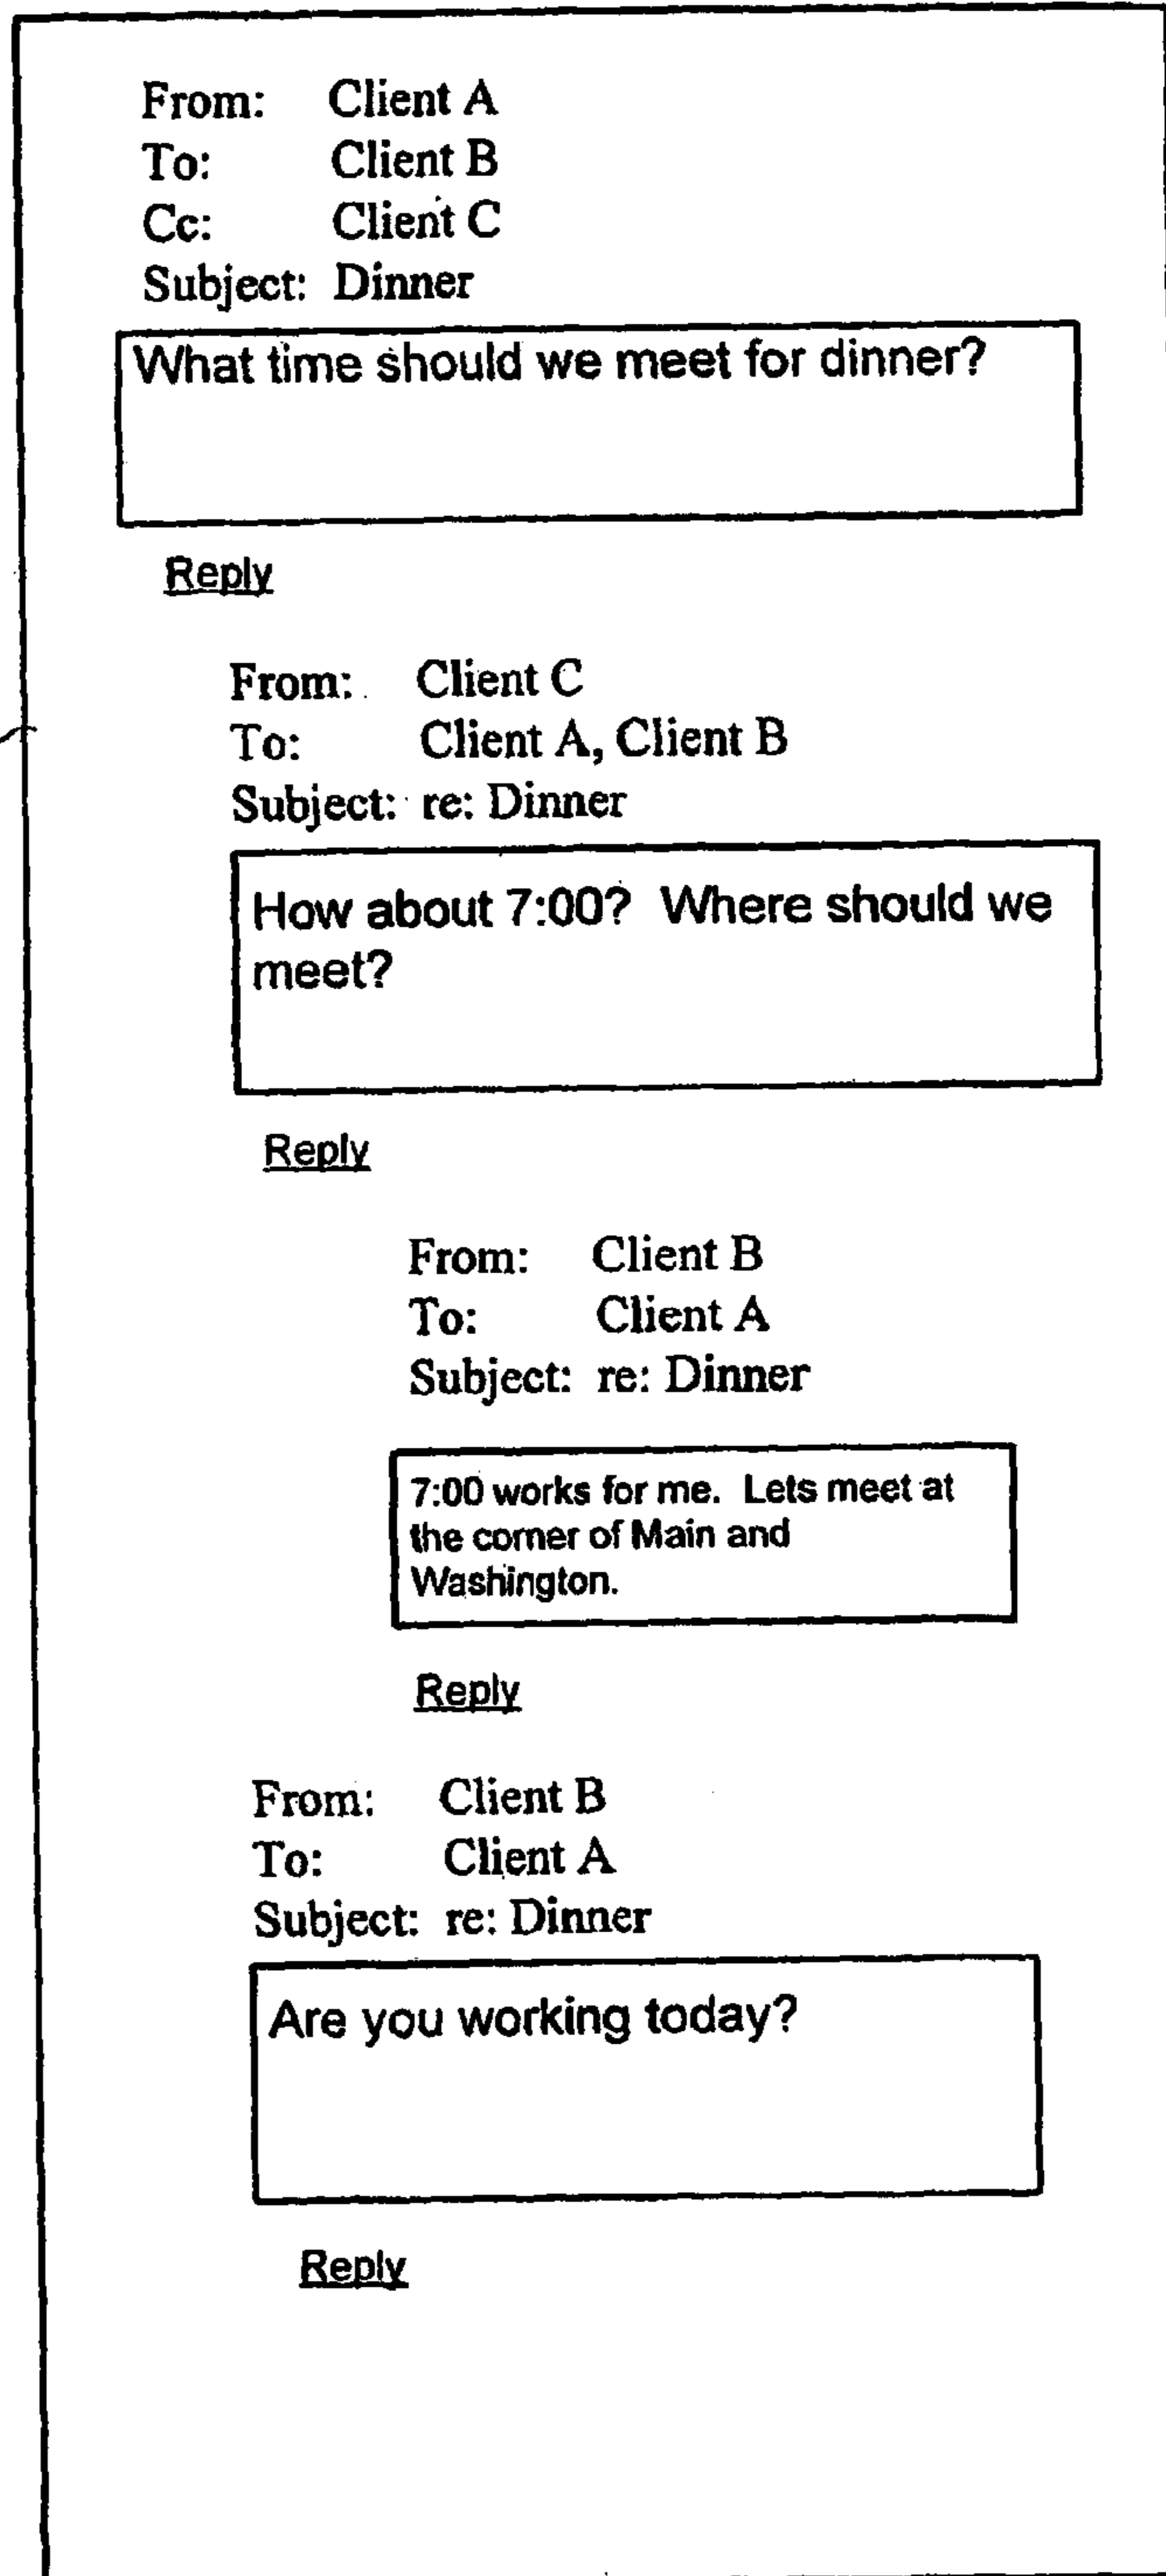 From: Client A
To: Client B
Cc: Client C
Subject: Dinner
What time should we meet for dinner?
Reply
From: Client C
To: Client A, Client B
Subject: re: Dinner
How about 7:00? Where should we
meet?
Reply
From: Client B
To: Client A
Subject: re: Dinner
7:00 works for me. Lets meet at
the corner of Main and
Washington.
Reply
From: Client B
To: Client A
Subject: re: Dinner
Are you working today?
Reply